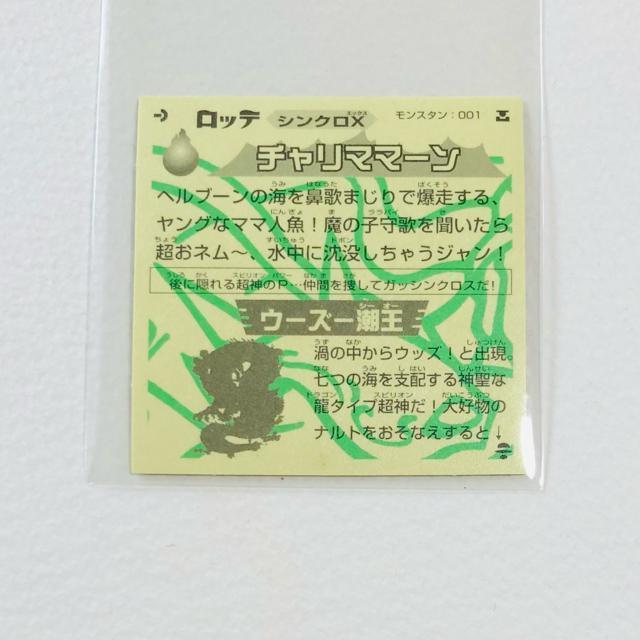 ロッテ シンクロX エックス モンスタン：001
チャリママーン
ヘルブーンの海を鼻歌まじりで爆走する、
ヤングなママ人魚！魔の子守歌を聞いたら
超おネム〜、水中に沈没しちゃうジャン！
後に隠れる超神のP…仲間を捜してガッシンクロスだ!
ウーズー潮王
渦の中からウッズ！と出現。
七つの海を支配する神聖な
龍タイプ超神だ！大好物の
ナルトをおそなえすると↓